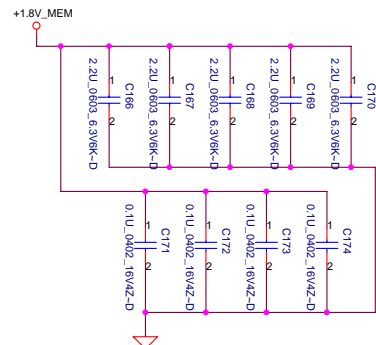 +1.8V_MEM
2.2U_0603_6.3V6K~D
1
2
C166
2.2U_0603_6.3V6K~D
1
2
C167
2.2U_0603_6.3V6K~D
1
2
C168
2.2U_0603_6.3V6K~D
1
2
C169
2.2U_0603_6.3V6K~D
1
2
C170
0.1U_0402_16V4Z~D
1
2
C171
0.1U_0402_16V4Z~D
1
2
C172
0.1U_0402_16V4Z~D
1
2
C173
0.1U_0402_16V4Z~D
1
2
C174